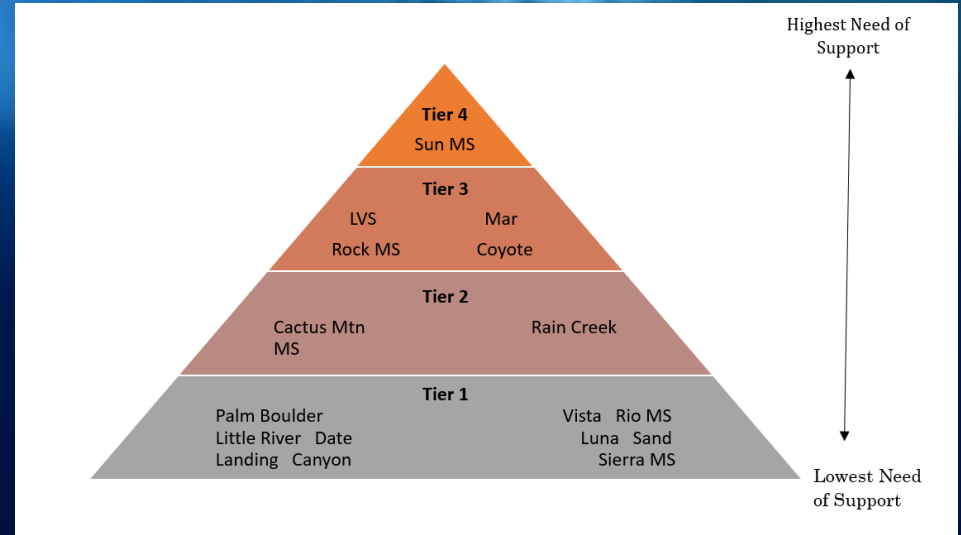 Highest Need of
Support
Tier 4
Sun MS
Tier 3
LVS Mar
Rock MS Coyote
Tier 2
Cactus Mtn Rain Creek
MS
Tier 1
Palm Boulder Vista Rio MS
Little River Date Luna Sand
Landing Canyon Sierra MS
Lowest Need
of Support